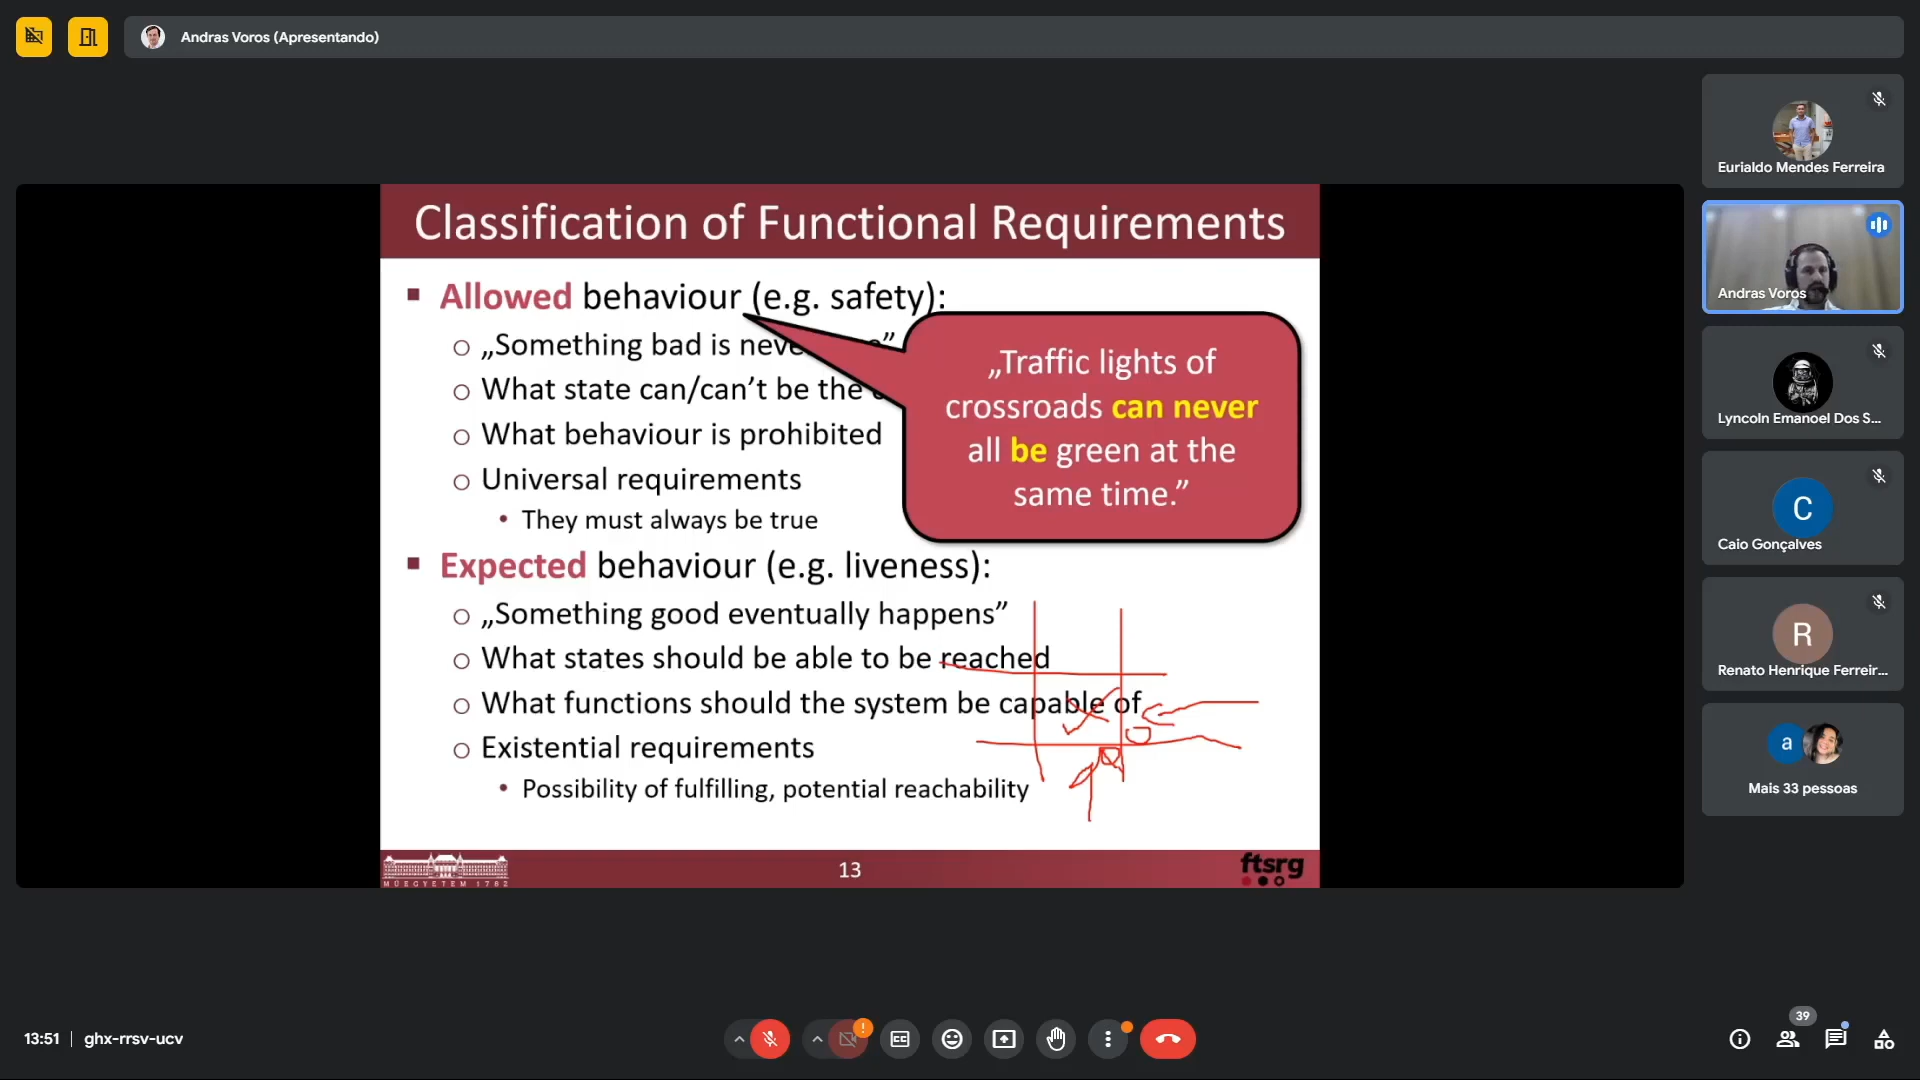 Andras Voros (Apresentando)
Classification of Functional Requirements
Allowed behaviour (e.g. safety):
„Something bad is neve
What state can/can't be the
What behaviour is prohibited
Universal requirements
They must always be true
„Traffic lights of
crossroads can never
all be green at the
same time.”
Expected behaviour (e.g. liveness):
„Something good eventually happens”
What states should be able to be reached
What functions should the system be capable of
Existential requirements
Possibility of fulfilling, potential reachability
MŰEGYETEM 1782
13
ftsrg
Eurialdo Mendes Ferreira
Andras Voros
Lyncoln Emanoel Dos S...
C
Caio Gonçalves
R
Renato Henrique Ferreir...
a
Mais 33 pessoas
13:51 | ghx-rrsv-ucv
39